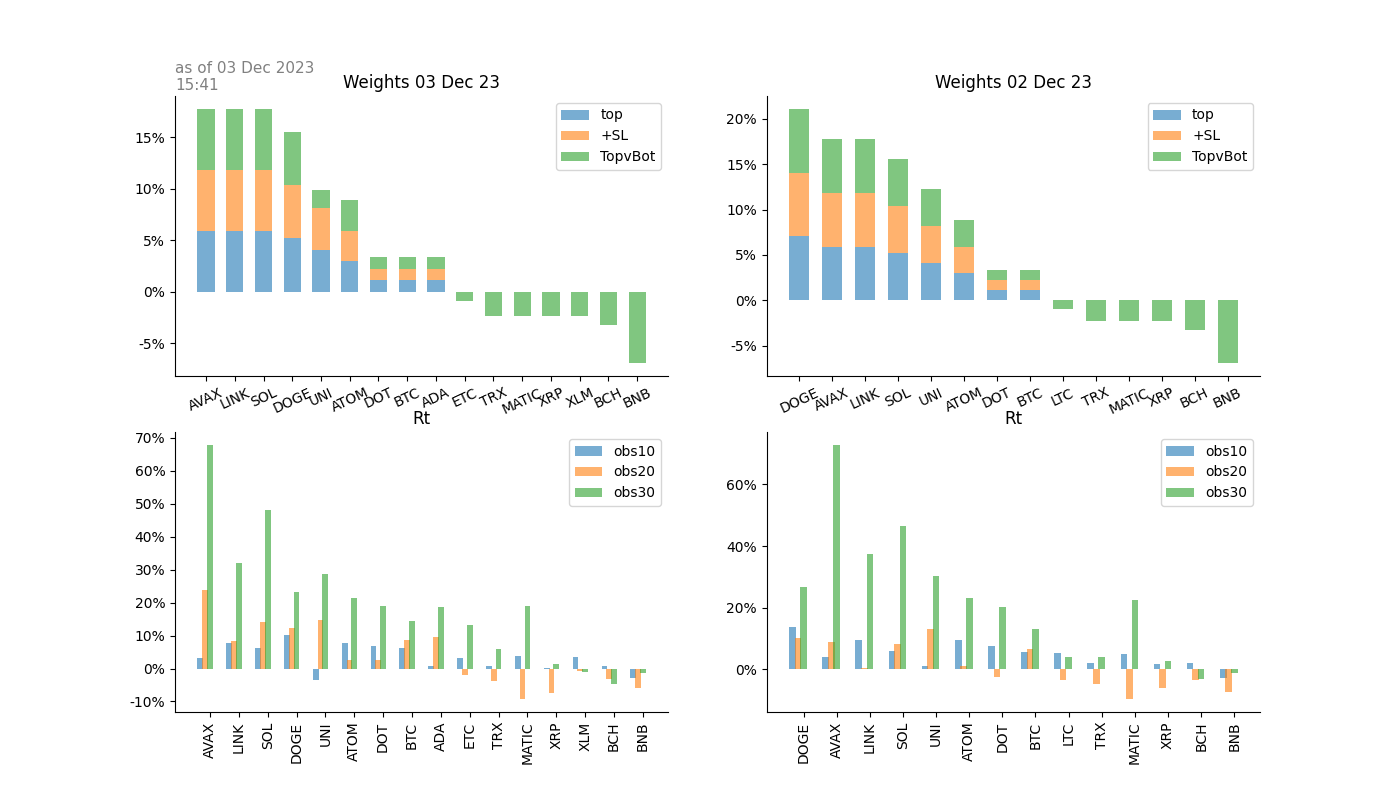 as of 03 Dec 2023
15:41
Weights 03 Dec 23
15%
10%
5%
0%
-5%
top
+SL
TopvBot
AVAX LINK SOL DOGE UNI ATOM DOT BTC ADA ETC TRX MATIC XRP XLM BCH BNB
Weights 02 Dec 23
20%
15%
10%
5%
0%
-5%
top
+SL
TopvBot
DOGE AVAX LINK SOL UNI ATOM DOT BTC LTC TRX MATIC XRP BCH BNB
Rt
70%
60%
50%
40%
30%
20%
10%
0%
-10%
obs10
obs20
obs30
AVAX LINK SOL DOGE UNI ATOM DOT BTC ADA ETC TRX MATIC XRP XLM BCH BNB
Rt
60%
40%
20%
0%
obs10
obs20
obs30
DOGE AVAX LINK SOL UNI ATOM DOT BTC LTC TRX MATIC XRP BCH BNB